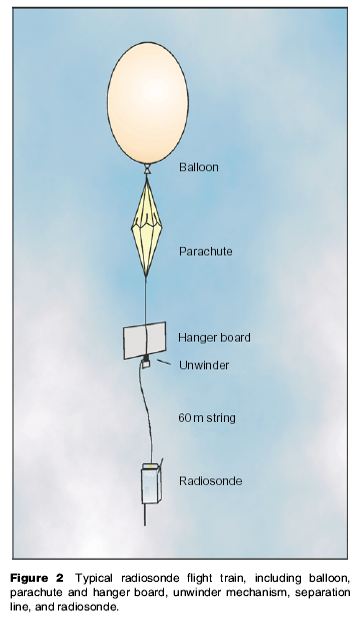 Balloon
Parachute
Hanger board
Unwinder
60 m string
Radiosonde
Figure 2 Typical radiosonde flight train, including balloon,
parachute and hanger board, unwinder mechanism, separation
line, and radiosonde.